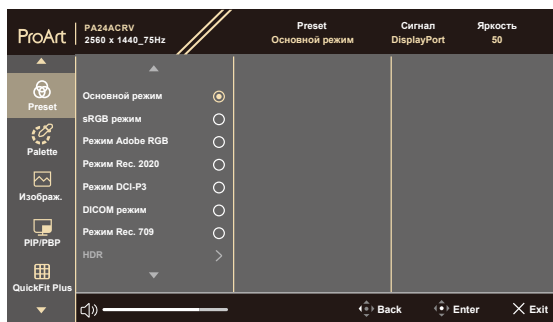 ProArt
PA24ACRV
2560 x 1440_75Hz
Preset
Основной режим
Сигнал
DisplayPort
Яркость
50
Preset
Palette
Изображ.
PIP/PBP
QuickFit Plus
Основной режим
sRGB режим
Режим Adobe RGB
Режим Rec. 2020
Режим DCI-P3
DICOM режим
Режим Rec. 709
HDR
Back
Enter
Exit